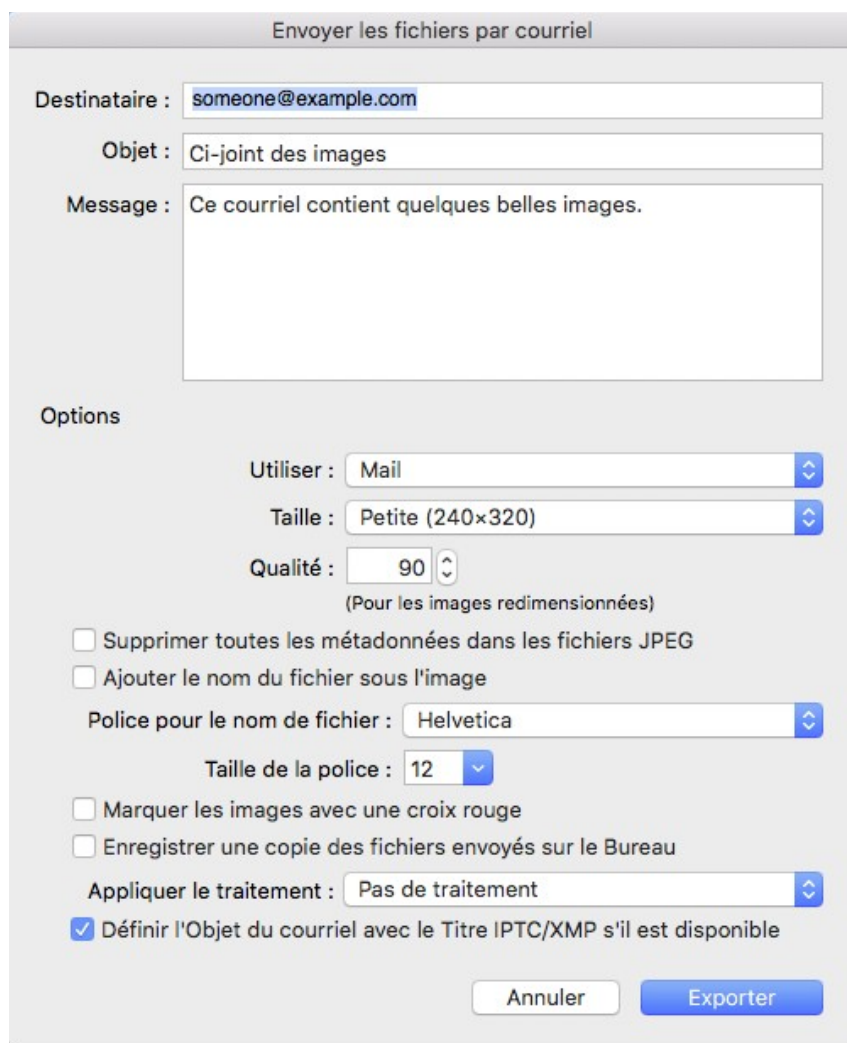 Envoyer les fichiers par courriel
Destinataire : someone@example.com
Objet : Ci-joint des images
Message : Ce courriel contient quelques belles images.
Options
Utiliser : Mail
Taille : Petite (240×320)
Qualité : 90
(Pour les images redimensionnées)
Supprimer toutes les métadonnées dans les fichiers JPEG
Ajouter le nom du fichier sous l'image
Police pour le nom de fichier : Helvetica
Taille de la police : 12
Marquer les images avec une croix rouge
Enregistrer une copie des fichiers envoyés sur le Bureau
Appliquer le traitement : Pas de traitement
Définir l'Objet du courriel avec le Titre IPTC/XMP s'il est disponible
Annuler Exporter